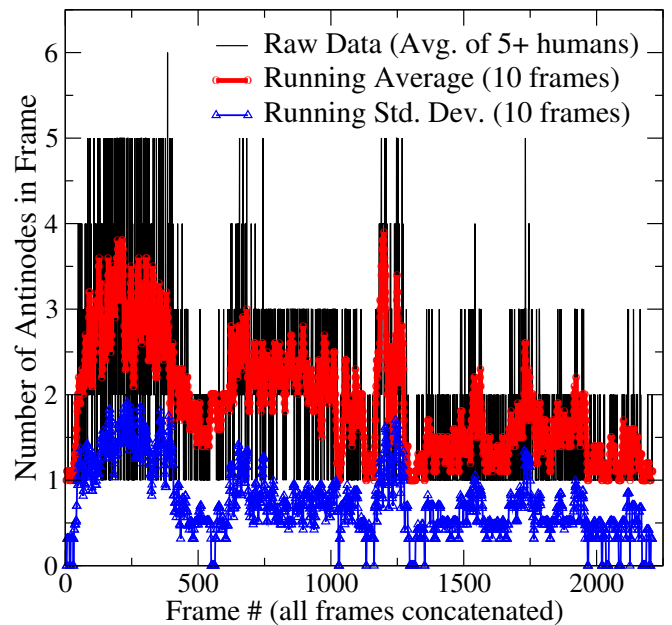 Raw Data (Avg. of 5+ humans)
Running Average (10 frames)
Running Std. Dev. (10 frames)
Number of Antinodes in Frame
6
5
4
3
2
1
0
0 500 1000 1500 2000
Frame # (all frames concatenated)